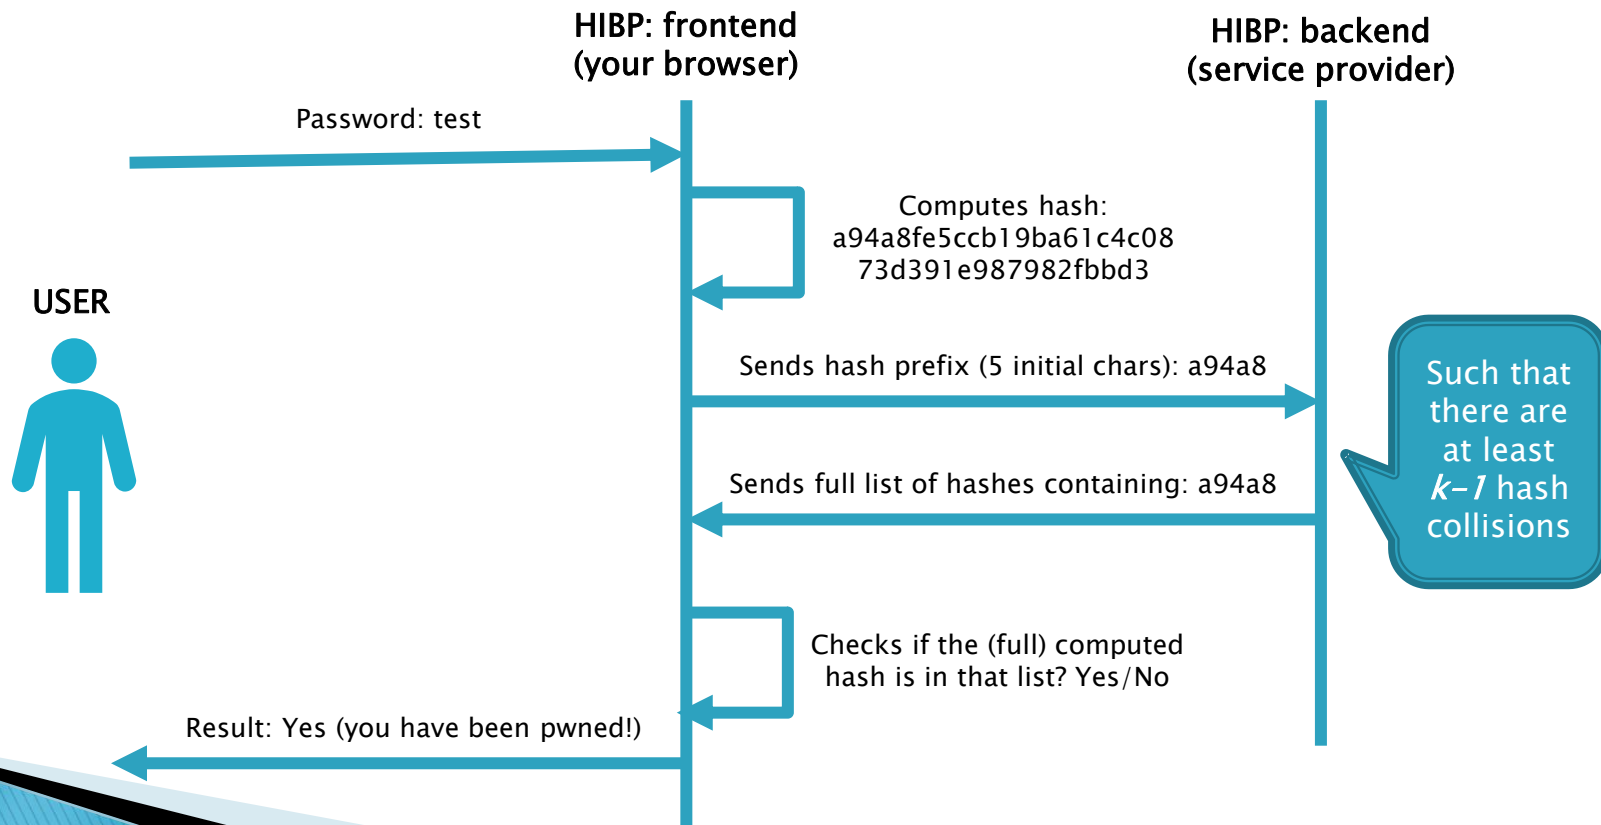 HIBP: frontend
(your browser)
HIBP: backend
(service provider)
Password: test
Computes hash:
a94a8fe5ccb19ba61c4c08
73d391e987982fbbd3
USER
Sends hash prefix (5 initial chars): a94a8
Such that
there are
at least
k-1 hash
collisions
Sends full list of hashes containing: a94a8
Checks if the (full) computed
hash is in that list? Yes/No
Result: Yes (you have been pwned!)